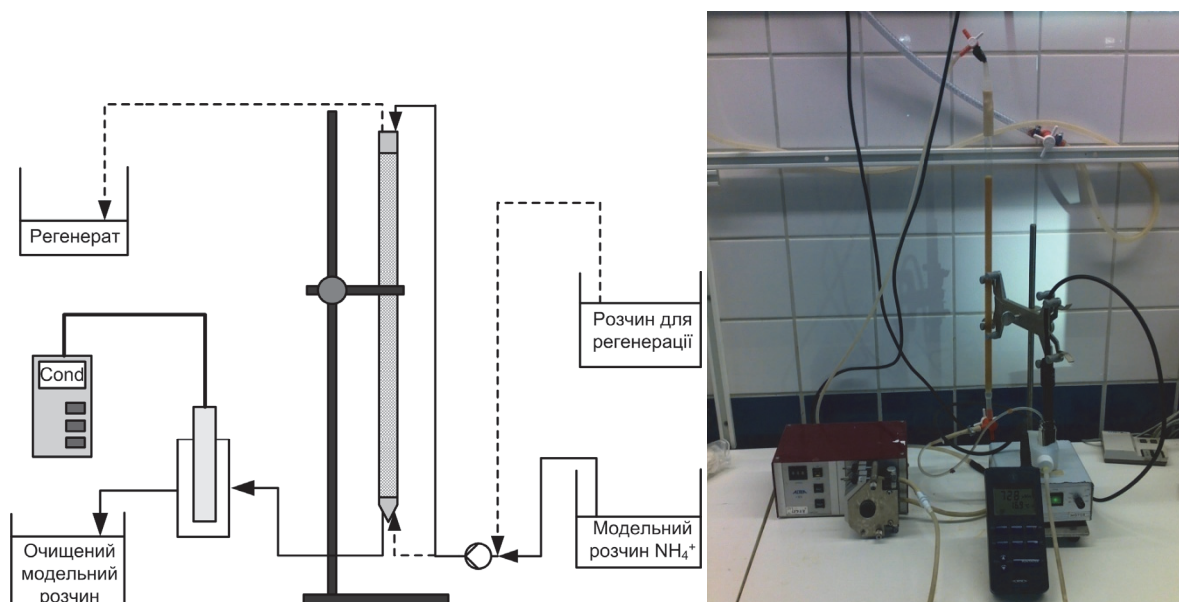 Регенерат
Розчин для
регенерації
Cond
Модельний
розчин NH₄⁺
Очищений
модельний
розчин